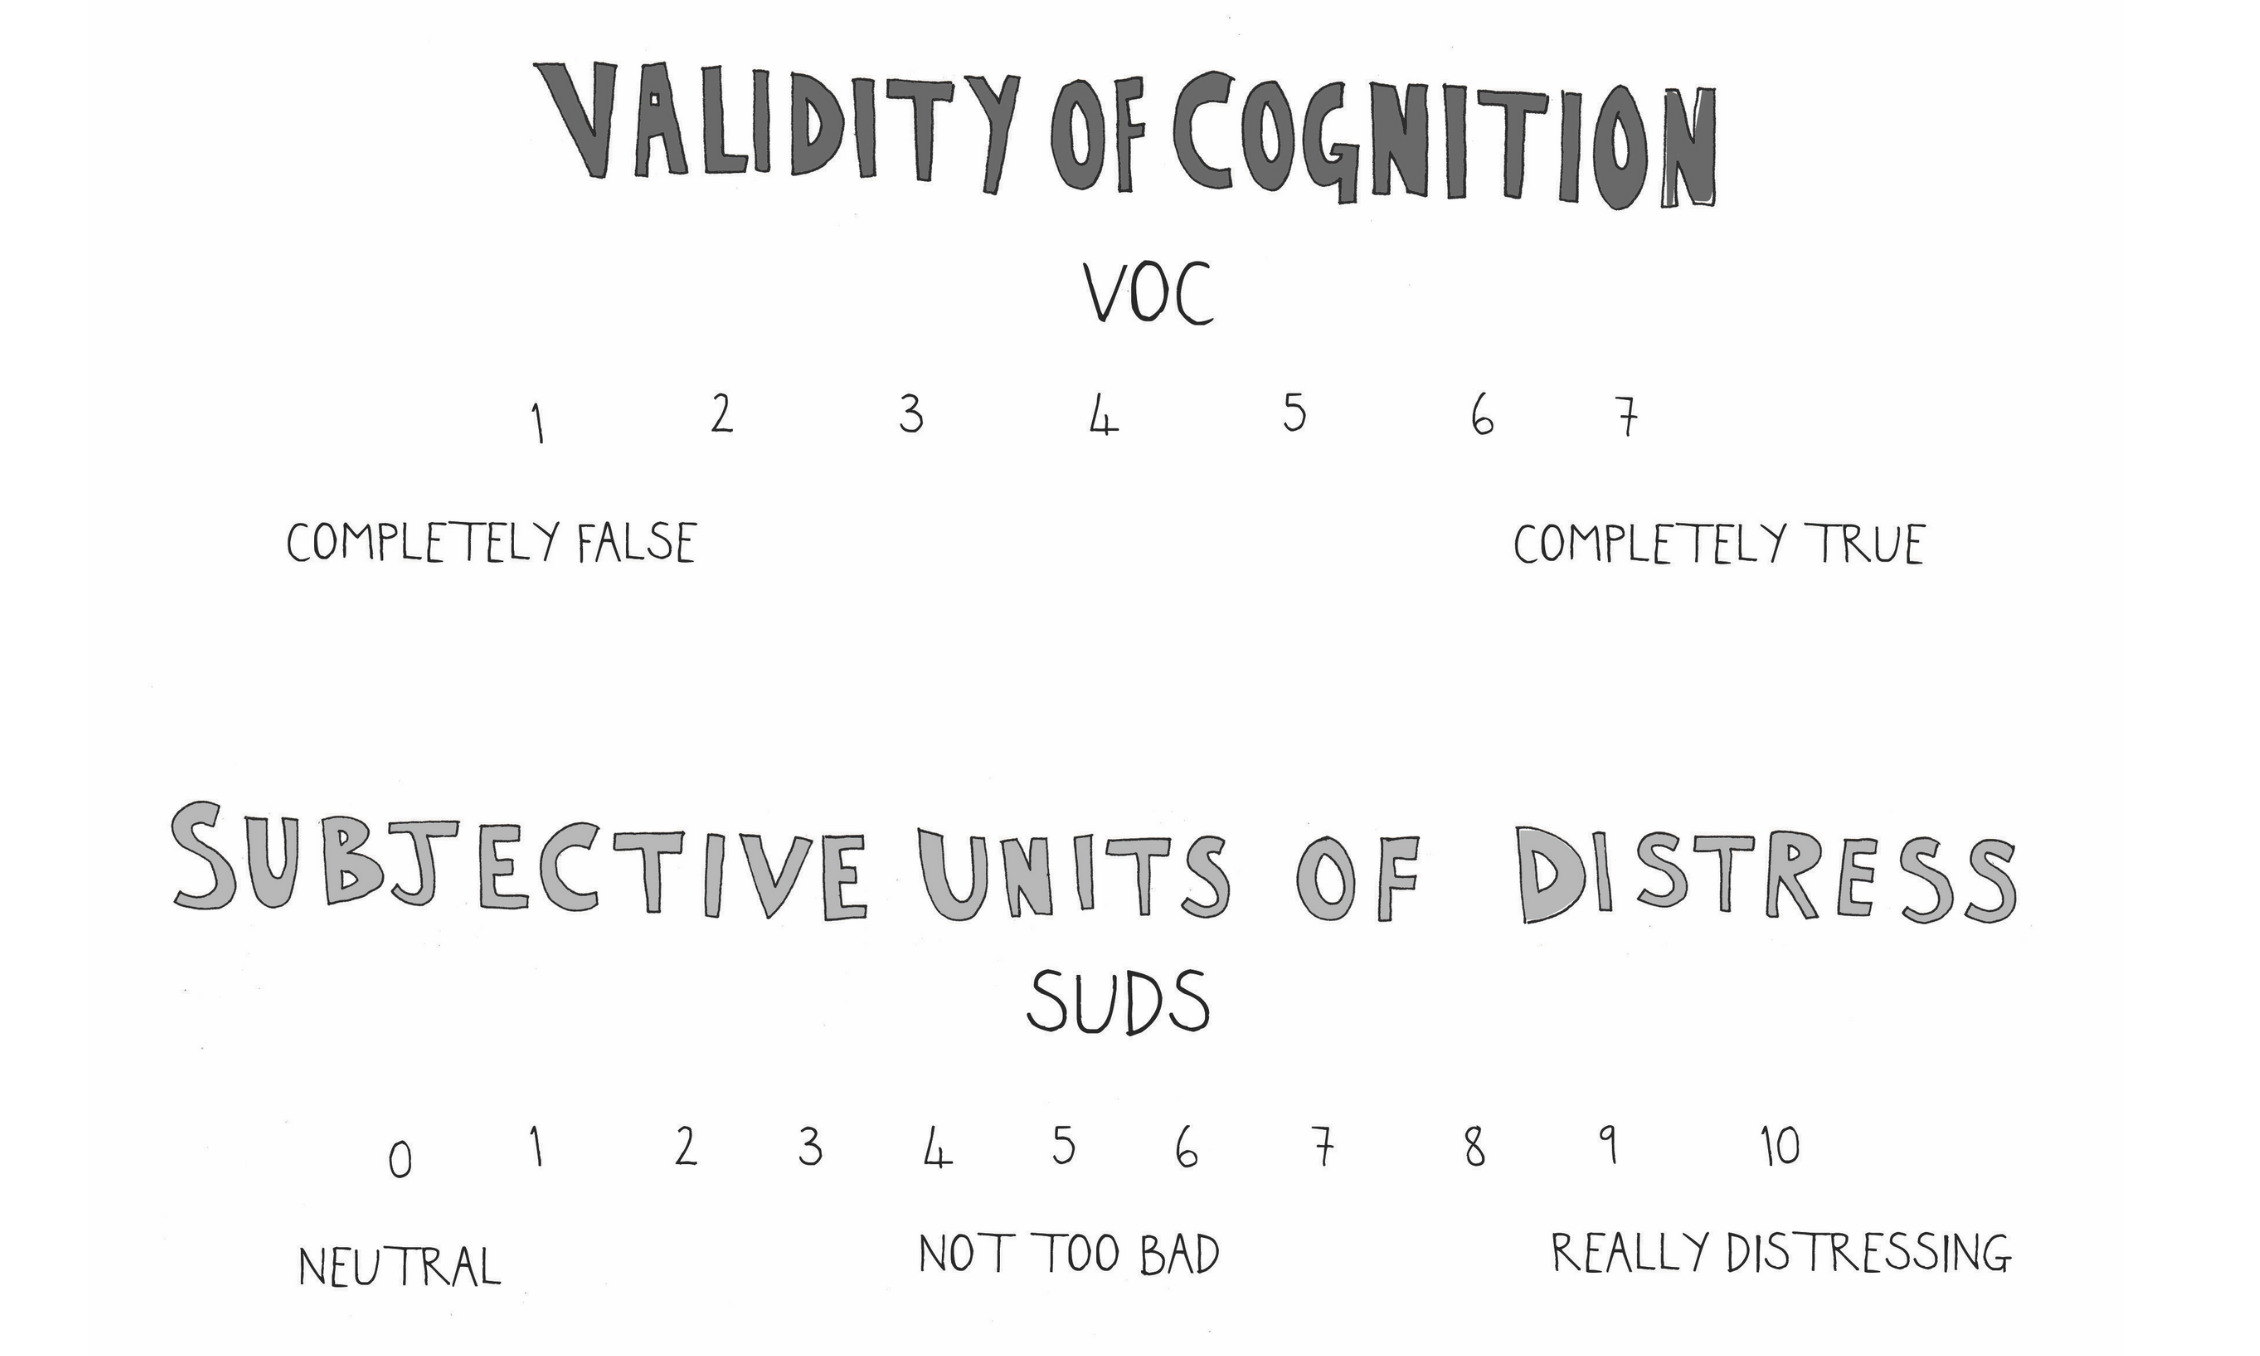 VALIDITY OF COGNITION
VOC
1 2 3 4 5 6 7
COMPLETELY FALSE COMPLETELY TRUE
SUBJECTIVE UNITS OF DISTRESS
SUDS
0 1 2 3 4 5 6 7 8 9 10
NEUTRAL NOT TOO BAD REALLY DISTRESSING